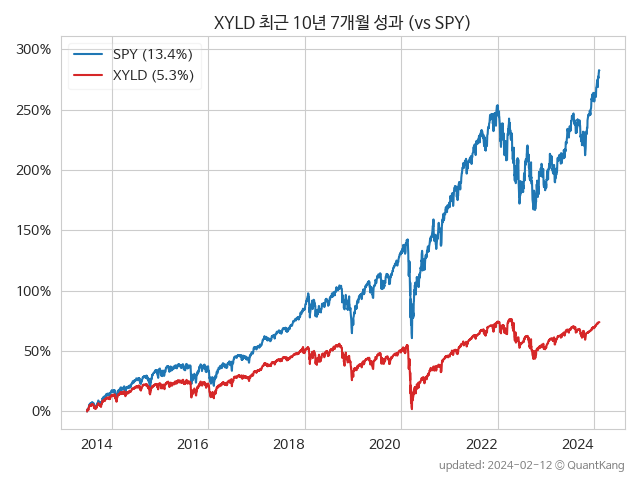 XYLD 최근 10년 7개월 성과 (vs SPY)
SPY (13.4%)
XYLD (5.3%)
300%
250%
200%
150%
100%
50%
0%
2014 2016 2018 2020 2022 2024
updated: 2024-02-12 © QuantKang